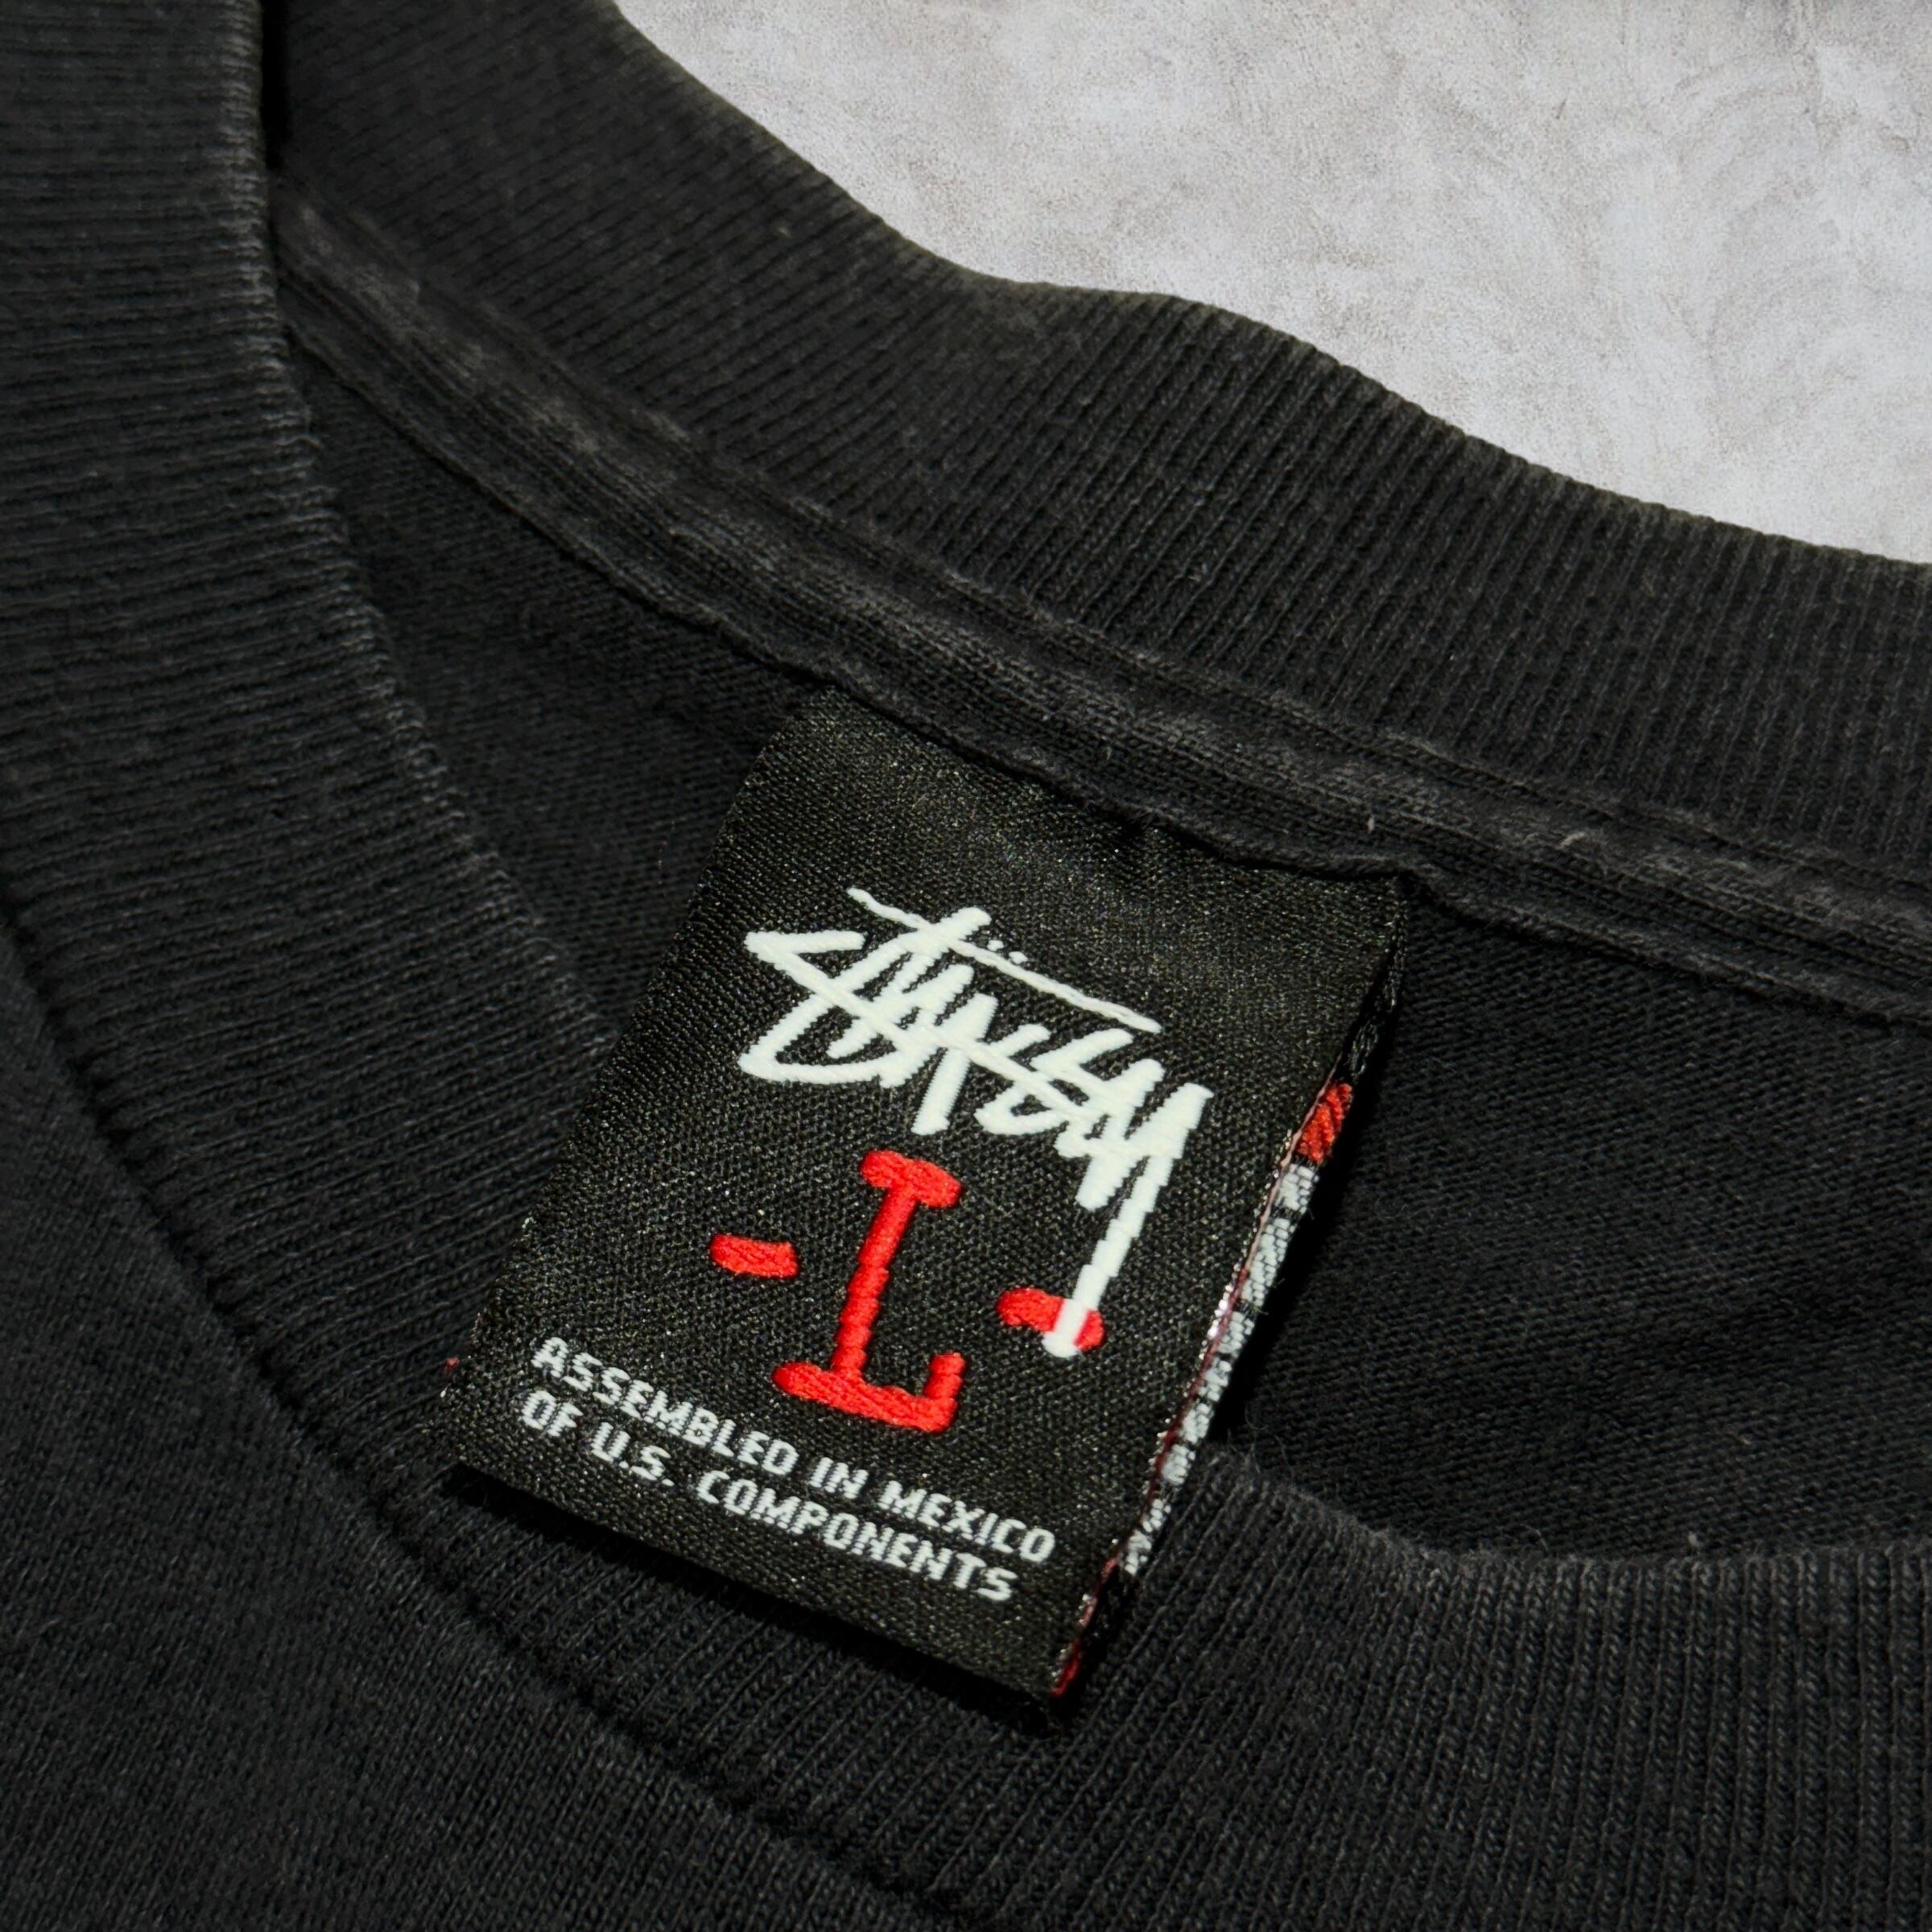 Stüssy
-L-
ASSEMBLED IN MEXICO
OF U.S. COMPONENTS